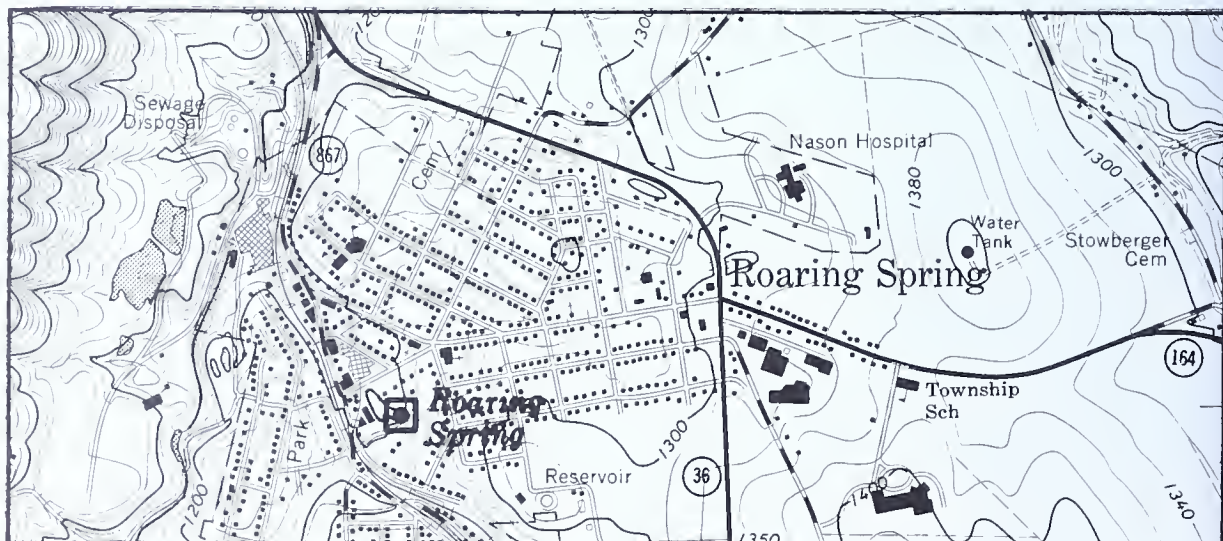 1200
1300
Sewage
Disposal
867
Cem
Nason Hospital
1380
1300
Water
Tank
Stowberger
Cem
Roaring Spring
164
Township
Sch
Roaring
Spring
Park
1300
Reservoir
36
1200
1340
1350